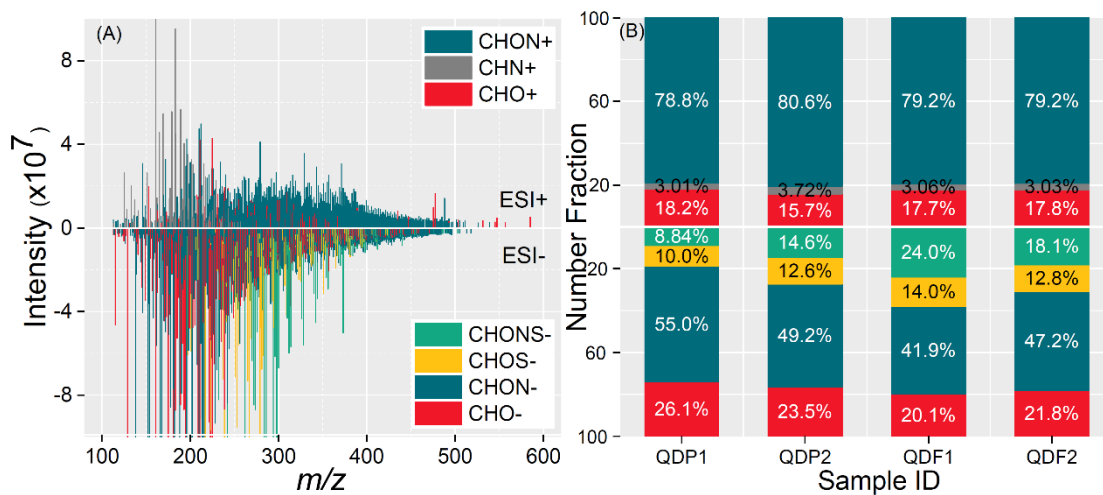 (A)
CHON+
CHN+
CHO+
8
4
0
-4
-8
Intensity (x10⁷)
ESI+
ESI-
CHONS-
CHOS-
CHON-
CHO-
100 200 300 400 500 600
m/z
(B)
100
60
20
20
60
100
Number Fraction
78.8% 80.6% 79.2% 79.2%
3.01% 3.72% 3.06% 3.03%
18.2% 15.7% 17.7% 17.8%
8.84% 14.6% 24.0% 18.1%
10.0% 12.6% 14.0% 12.8%
55.0% 49.2% 41.9% 47.2%
26.1% 23.5% 20.1% 21.8%
QDP1 QDP2 QDF1 QDF2
Sample ID